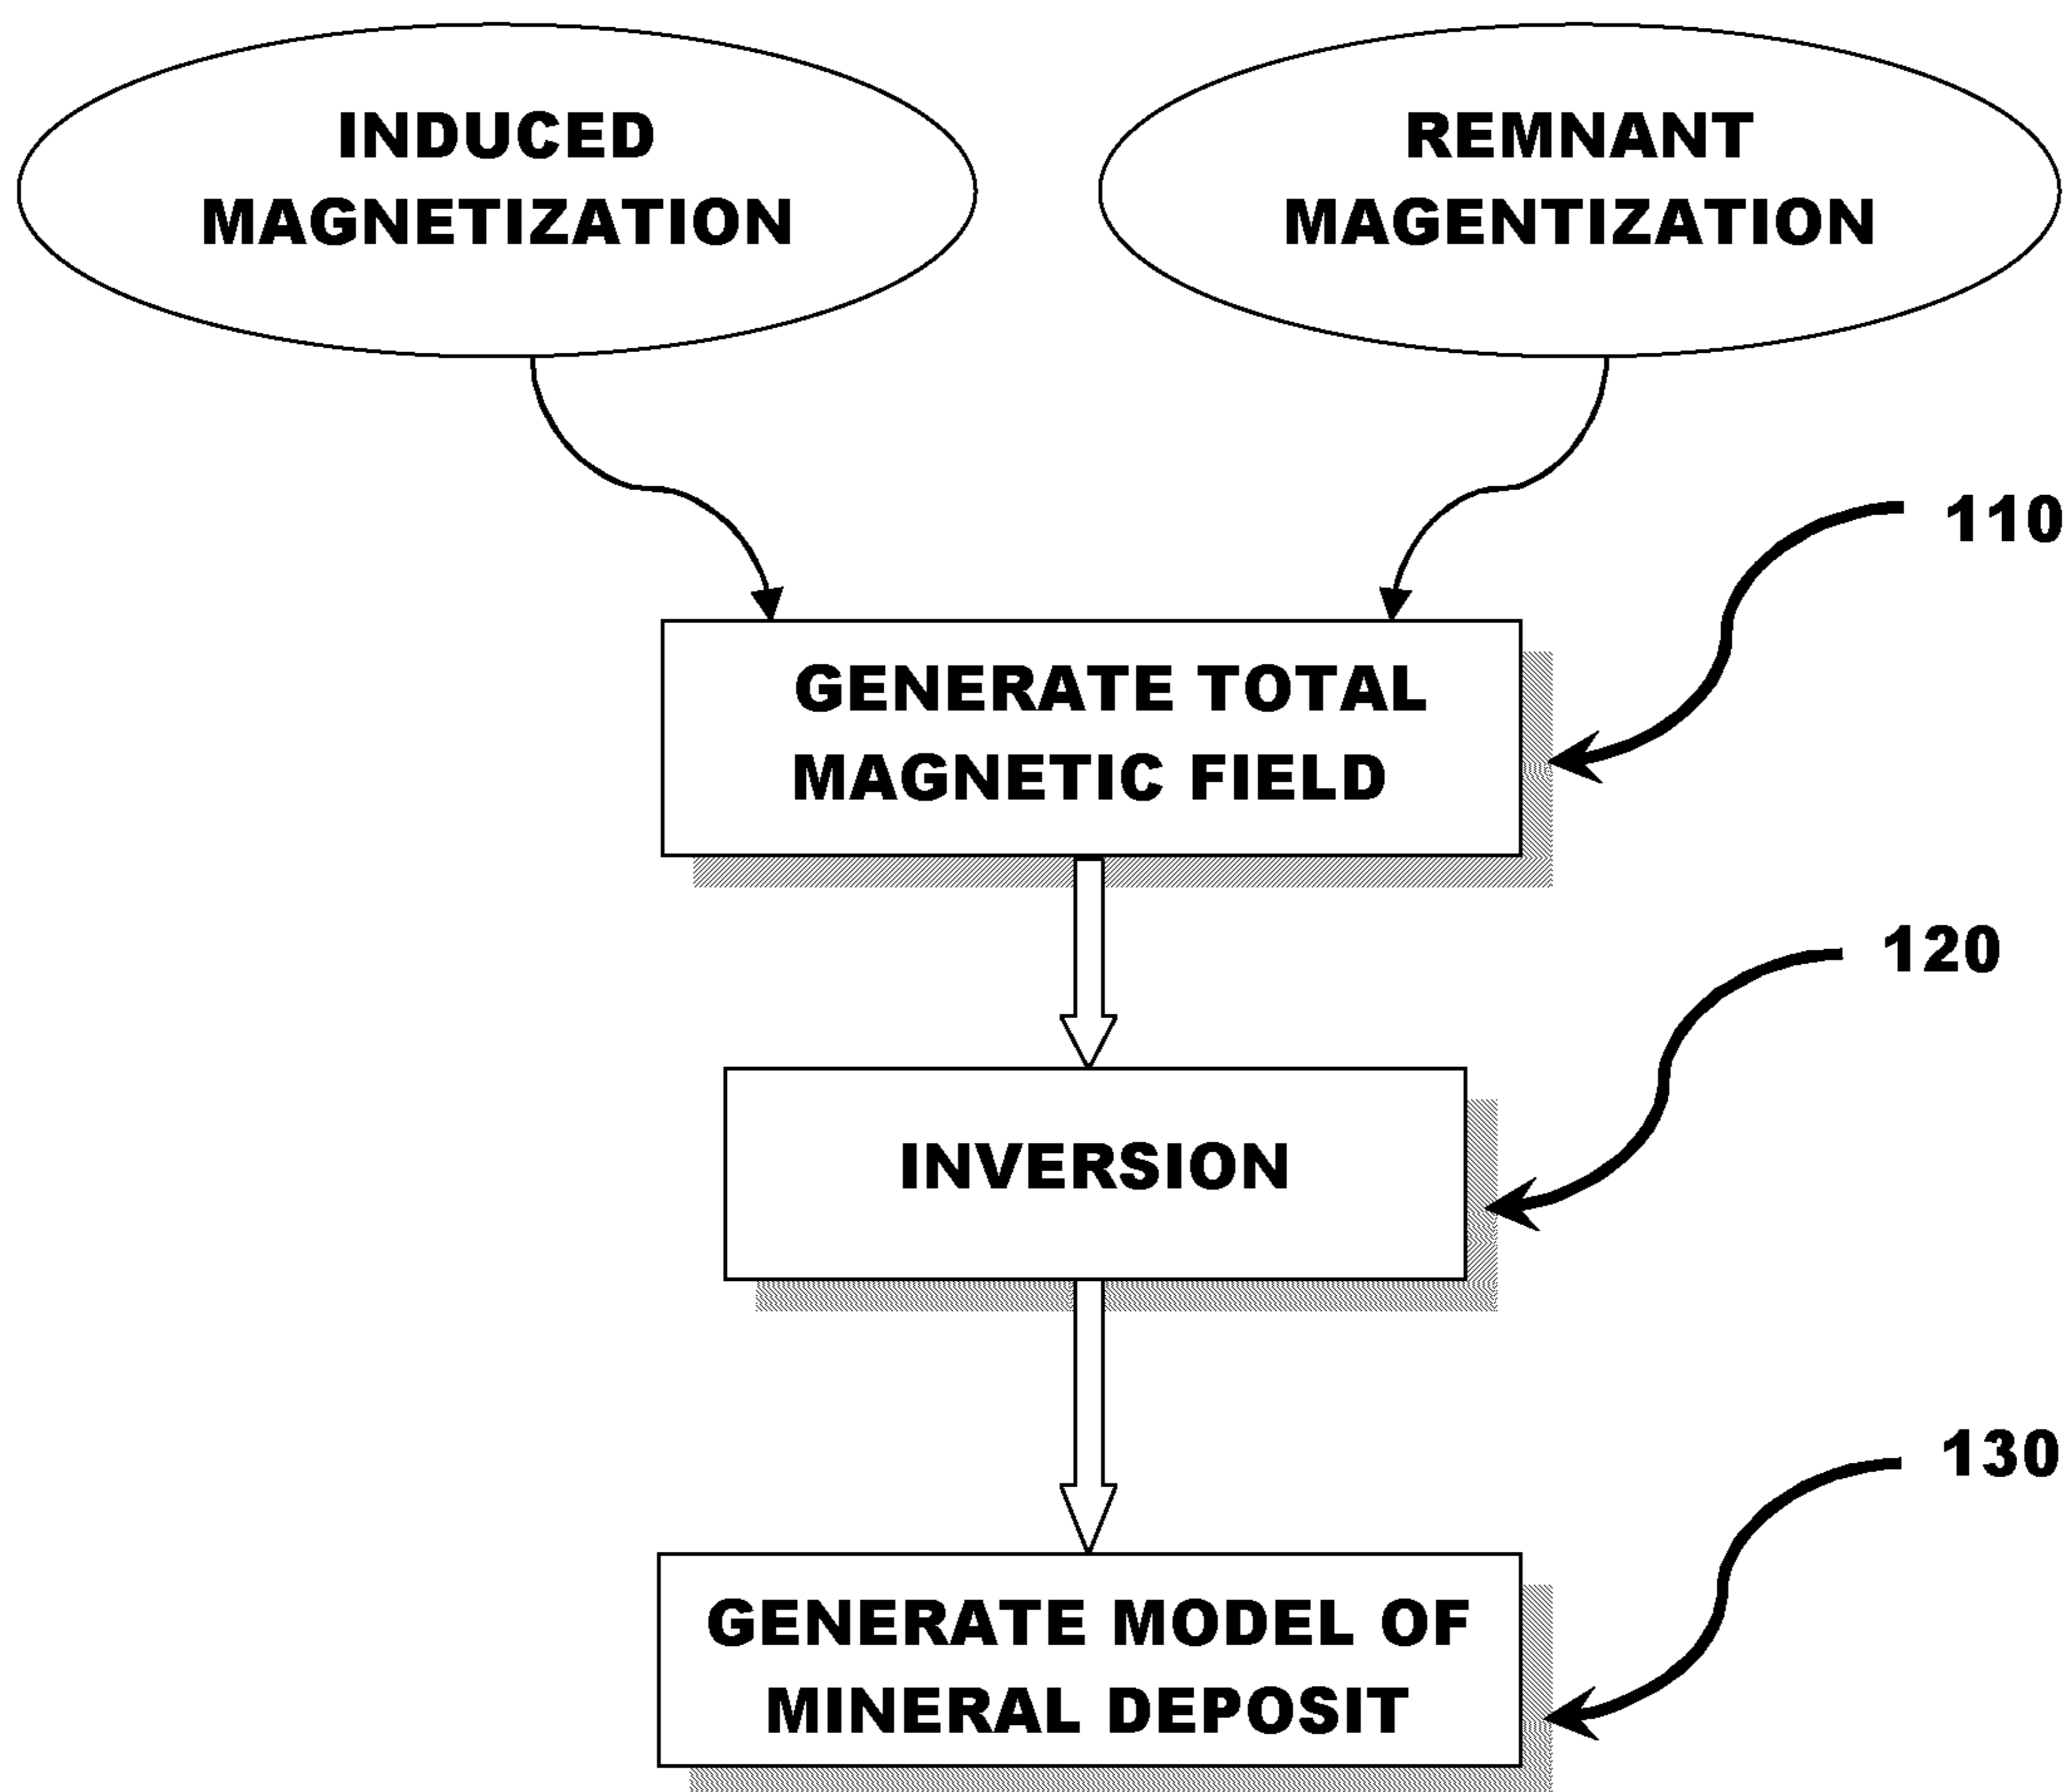 INDUCED
MAGNETIZATION
REMNANT
MAGENTIZATION
110
GENERATE TOTAL
MAGNETIC FIELD
120
INVERSION
130
GENERATE MODEL OF
MINERAL DEPOSIT